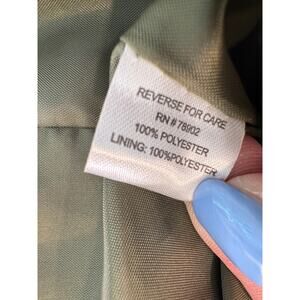 REVERSE FOR CARE
RN # 78902
100% POLYESTER
LINING: 100%POLYESTER